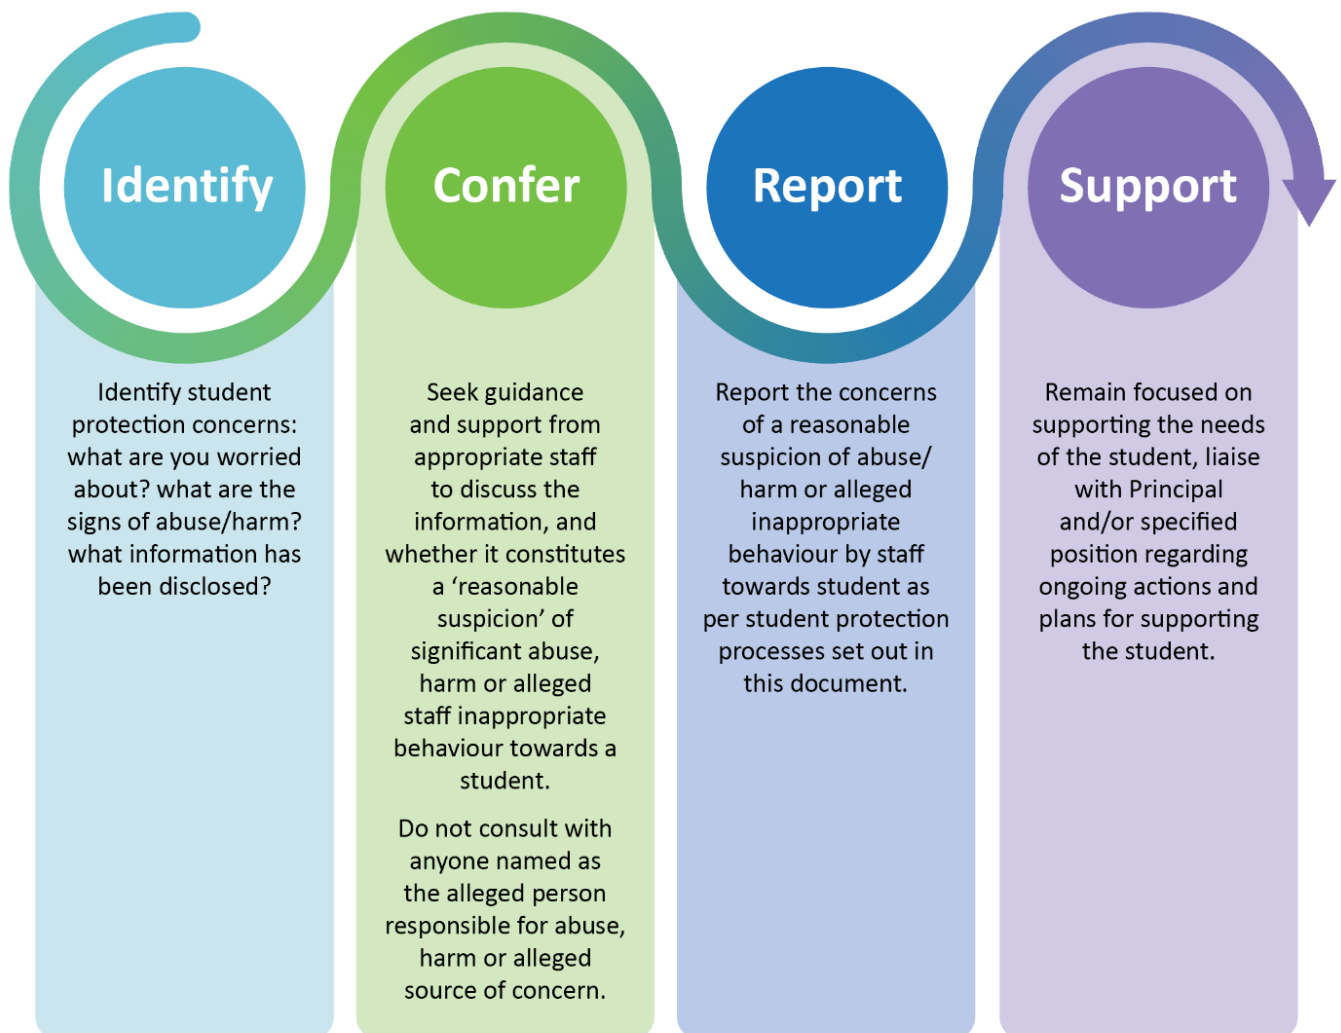 Identify
Identify student
protection concerns:
what are you worried
about? what are the
signs of abuse/harm?
what information has
been disclosed?
Confer
Seek guidance
and support from
appropriate staff
to discuss the
information, and
whether it constitutes
a ‘reasonable
suspicion’ of
significant abuse,
harm or alleged
staff inappropriate
behaviour towards a
student.
Do not consult with
anyone named as
the alleged person
responsible for abuse,
harm or alleged
source of concern.
Report
Report the concerns
of a reasonable
suspicion of abuse/
harm or alleged
inappropriate
behaviour by staff
towards student as
per student protection
processes set out in
this document.
Support
Remain focused on
supporting the needs
of the student, liaise
with Principal
and/or specified
position regarding
ongoing actions and
plans for supporting
the student.